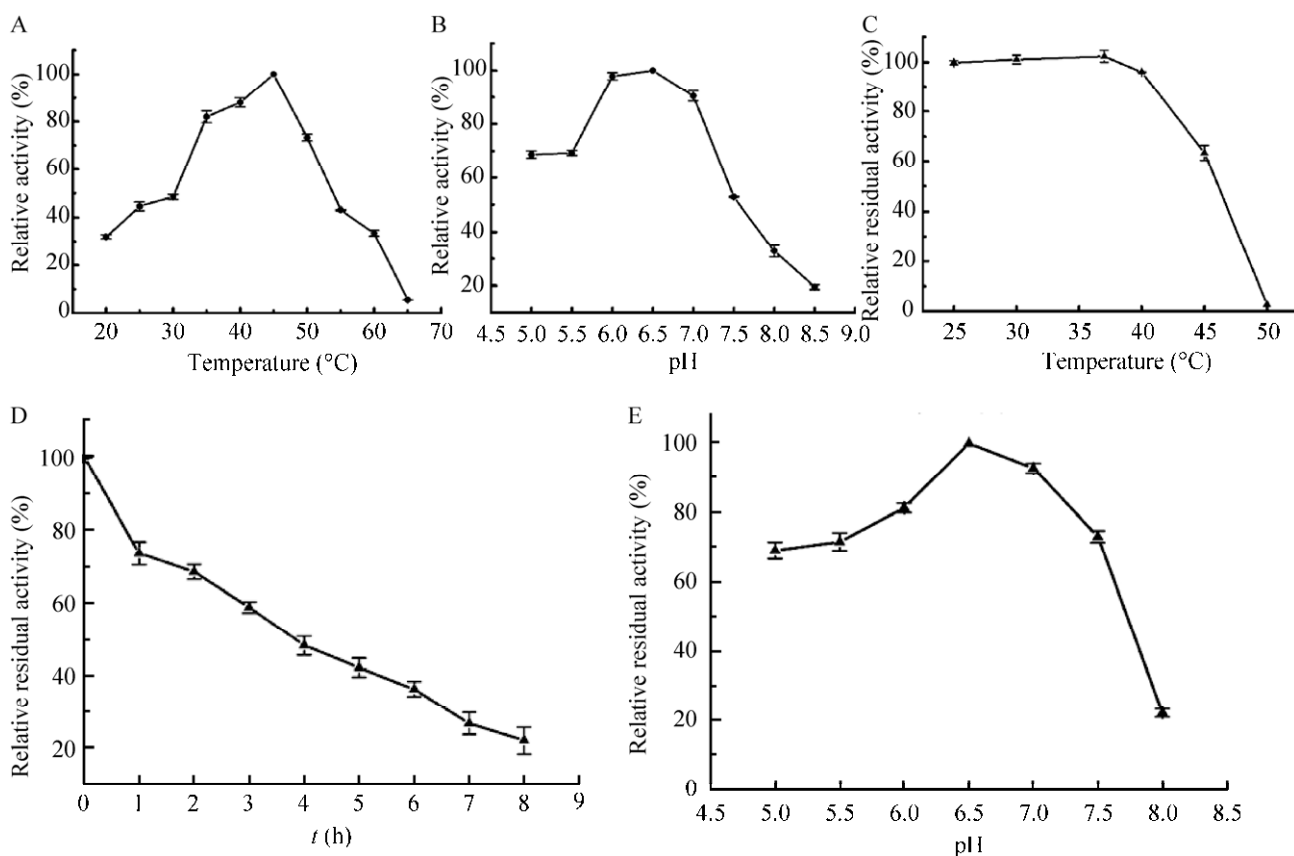 A
Relative activity (%)
100
80
60
40
20
0
20 30 40 50 60 70
Temperature (°C)
B
Relative activity (%)
100
80
60
40
20
4.5 5.0 5.5 6.0 6.5 7.0 7.5 8.0 8.5 9.0
pH
C
Relative residual activity (%)
100
80
60
40
20
0
25 30 35 40 45 50
Temperature (°C)
D
Relative residual activity (%)
100
80
60
40
20
0 1 2 3 4 5 6 7 8 9
t (h)
E
Relative residual activity (%)
100
80
60
40
20
0
4.5 5.0 5.5 6.0 6.5 7.0 7.5 8.0 8.5
pH